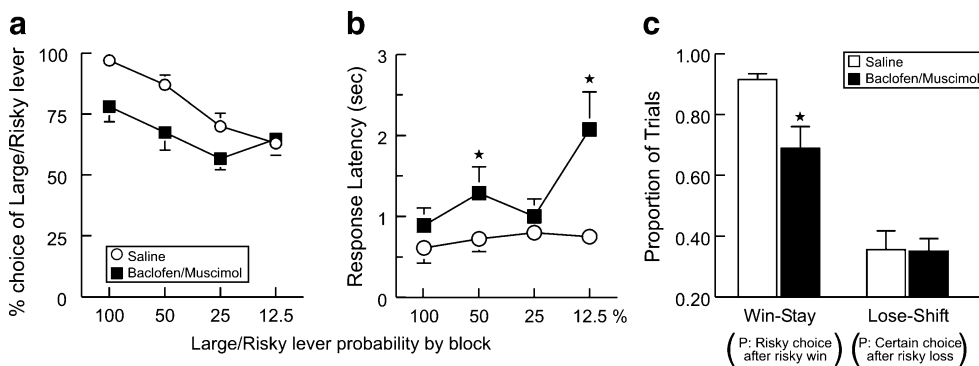 a
% choice of Large/Risky lever
100
75
50
25
0
Saline
Baclofen/Muscimol
100
50
25
12.5
b
Response Latency (sec)
3
2
1
0
100
50
25
12.5 %
Large/Risky lever probability by block
c
Proportion of Trials
1.00
0.80
0.60
0.40
0.20
Saline
Baclofen/Muscimol
Win-Stay
(P: Risky choice
after risky win)
Lose-Shift
(P: Certain choice
after risky loss)